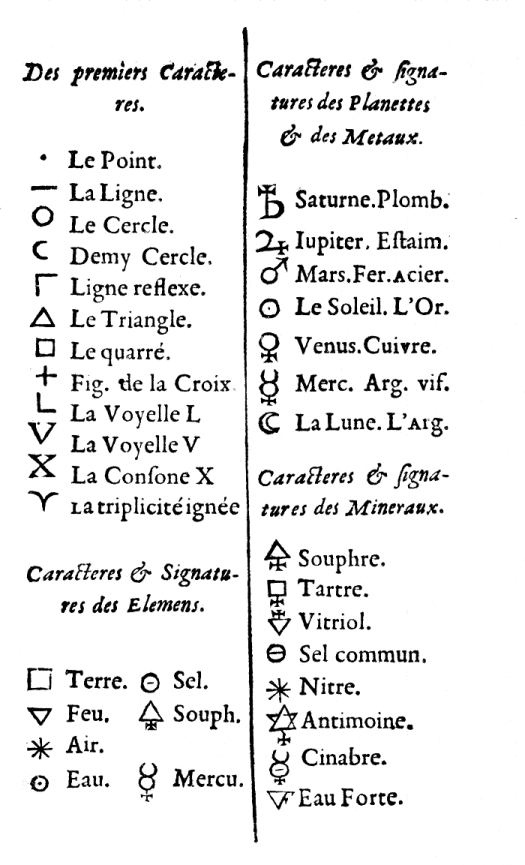 Des premiers Caracte-
res.
Le Point.
La Ligne.
Le Cercle.
Demy Cercle.
Ligne reflexe.
Le Triangle.
Le quarré.
Fig. de la Croix
La Voyelle L
La Voyelle V
La Conſone X
La triplicité ignée
Caracteres & Signatu-
res des Elemens.
Terre. Sel.
Feu. Souph.
Air.
Eau. Mercu.
Caracteres & ſigna-
tures des Planettes
& des Metaux.
Saturne. Plomb.
Iupiter. Eſtaim.
Mars. Fer. Acier.
Le Soleil. L'Or.
Venus. Cuivre.
Merc. Arg. vif.
La Lune. L'Arg.
Caracteres & ſigna-
tures des Mineraux.
Souphre.
Tartre.
Vitriol.
Sel commun.
Nitre.
Antimoine.
Cinabre.
Eau Forte.